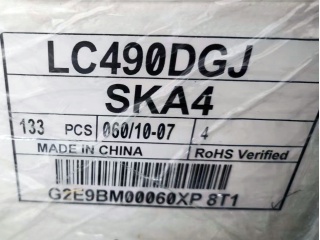 LC490DGJ
SKA4
133 PCS 060/10-07 4
MADE IN CHINA RoHS Verified
G2E9BM00060XP 8T1